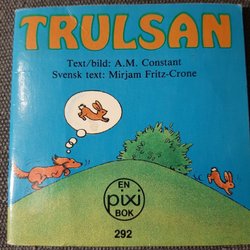 TRULSAN
Text/bild: A.M. Constant
Svensk text: Mirjam Fritz-Crone
EN
pixi
BOK
292